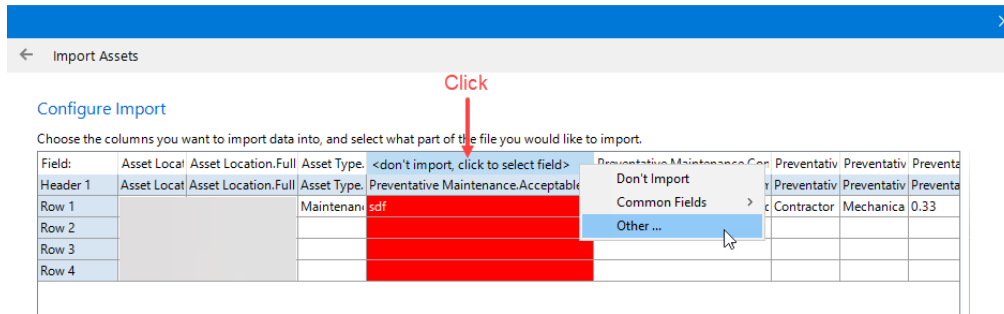 Import Assets
Click
Configure Import
Choose the columns you want to import data into, and select what part of the file you would like to import.
Field: Asset Locat Asset Location.Full Asset Type. <don't import, click to select field> Preventative Maintenance.Con Preventativ Preventativ Preventa
Header 1 Asset Locat Asset Location.Full Asset Type. Preventative Maintenance.Acceptable Preventativ Preventativ Preventa
Row 1 Maintenan sdf Contractor Mechanica 0.33
Row 2
Row 3
Row 4
Don't Import
Common Fields >
Other ...